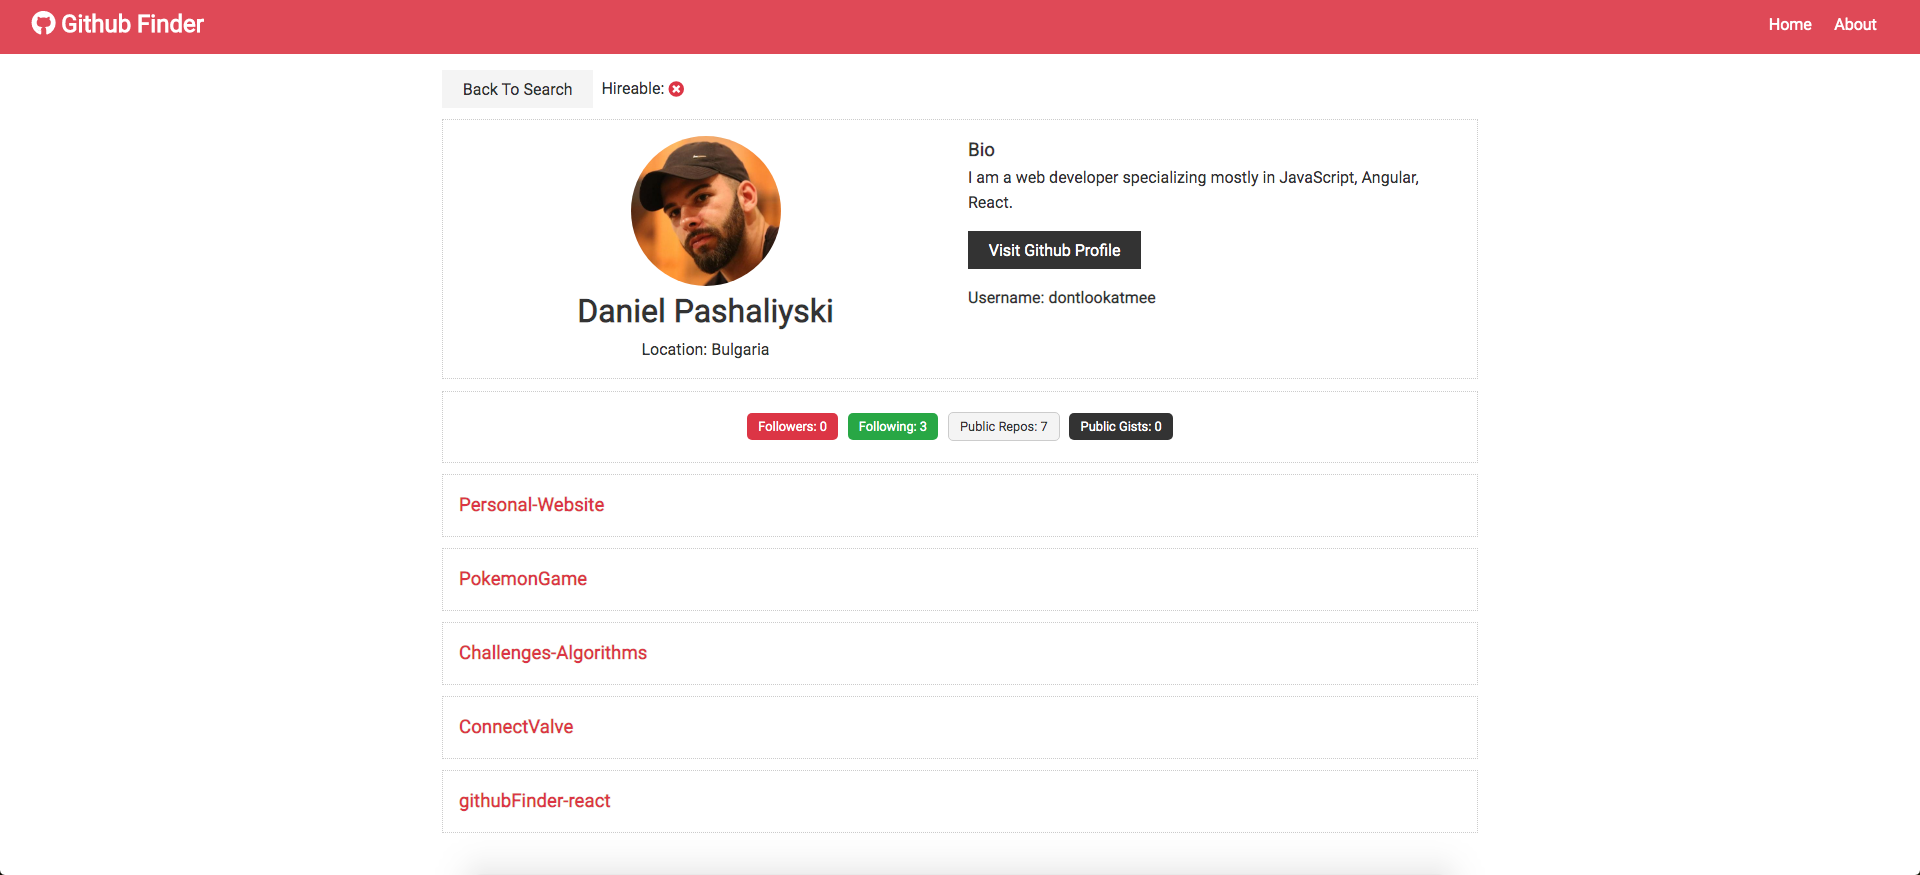 Github Finder
Home
About
Back To Search
Hireable:
Daniel Pashaliyski
Location: Bulgaria
Bio
I am a web developer specializing mostly in JavaScript, Angular,
React.
Visit Github Profile
Username: dontlookatmee
Followers: 0
Following: 3
Public Repos: 7
Public Gists: 0
Personal-Website
PokemonGame
Challenges-Algorithms
ConnectValve
githubFinder-react